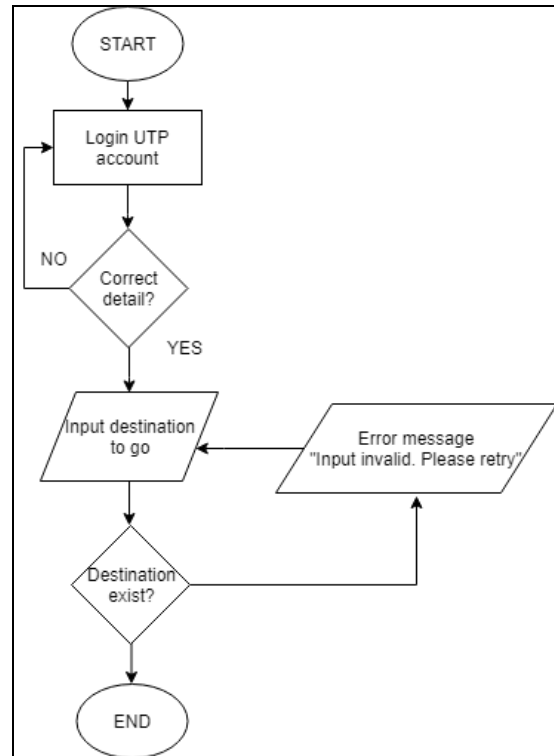 START
Login UTP
account
NO
Correct
detail?
YES
Input destination
to go
Error message
"Input invalid. Please retry"
Destination
exist?
END